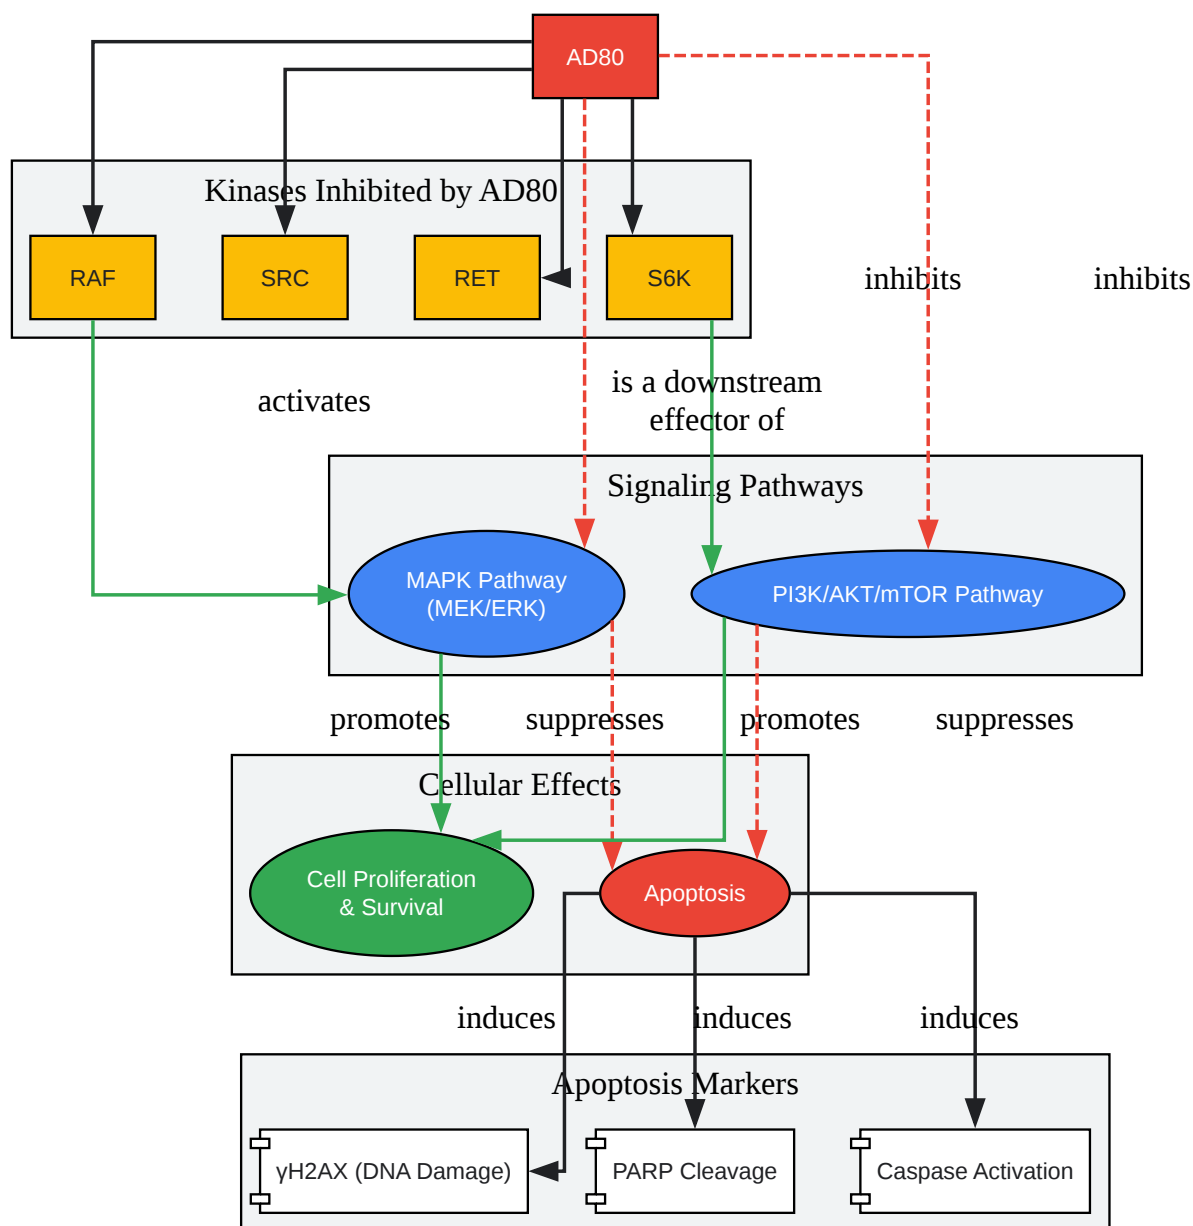 AD80
Kinases Inhibited by AD80
RAF
SRC
RET
S6K
inhibits
inhibits
activates
is a downstream
effector of
Signaling Pathways
MAPK Pathway
(MEK/ERK)
PI3K/AKT/mTOR Pathway
promotes
suppresses
promotes
suppresses
Cellular Effects
Cell Proliferation
& Survival
Apoptosis
induces
induces
induces
Apoptosis Markers
γH2AX (DNA Damage)
PARP Cleavage
Caspase Activation